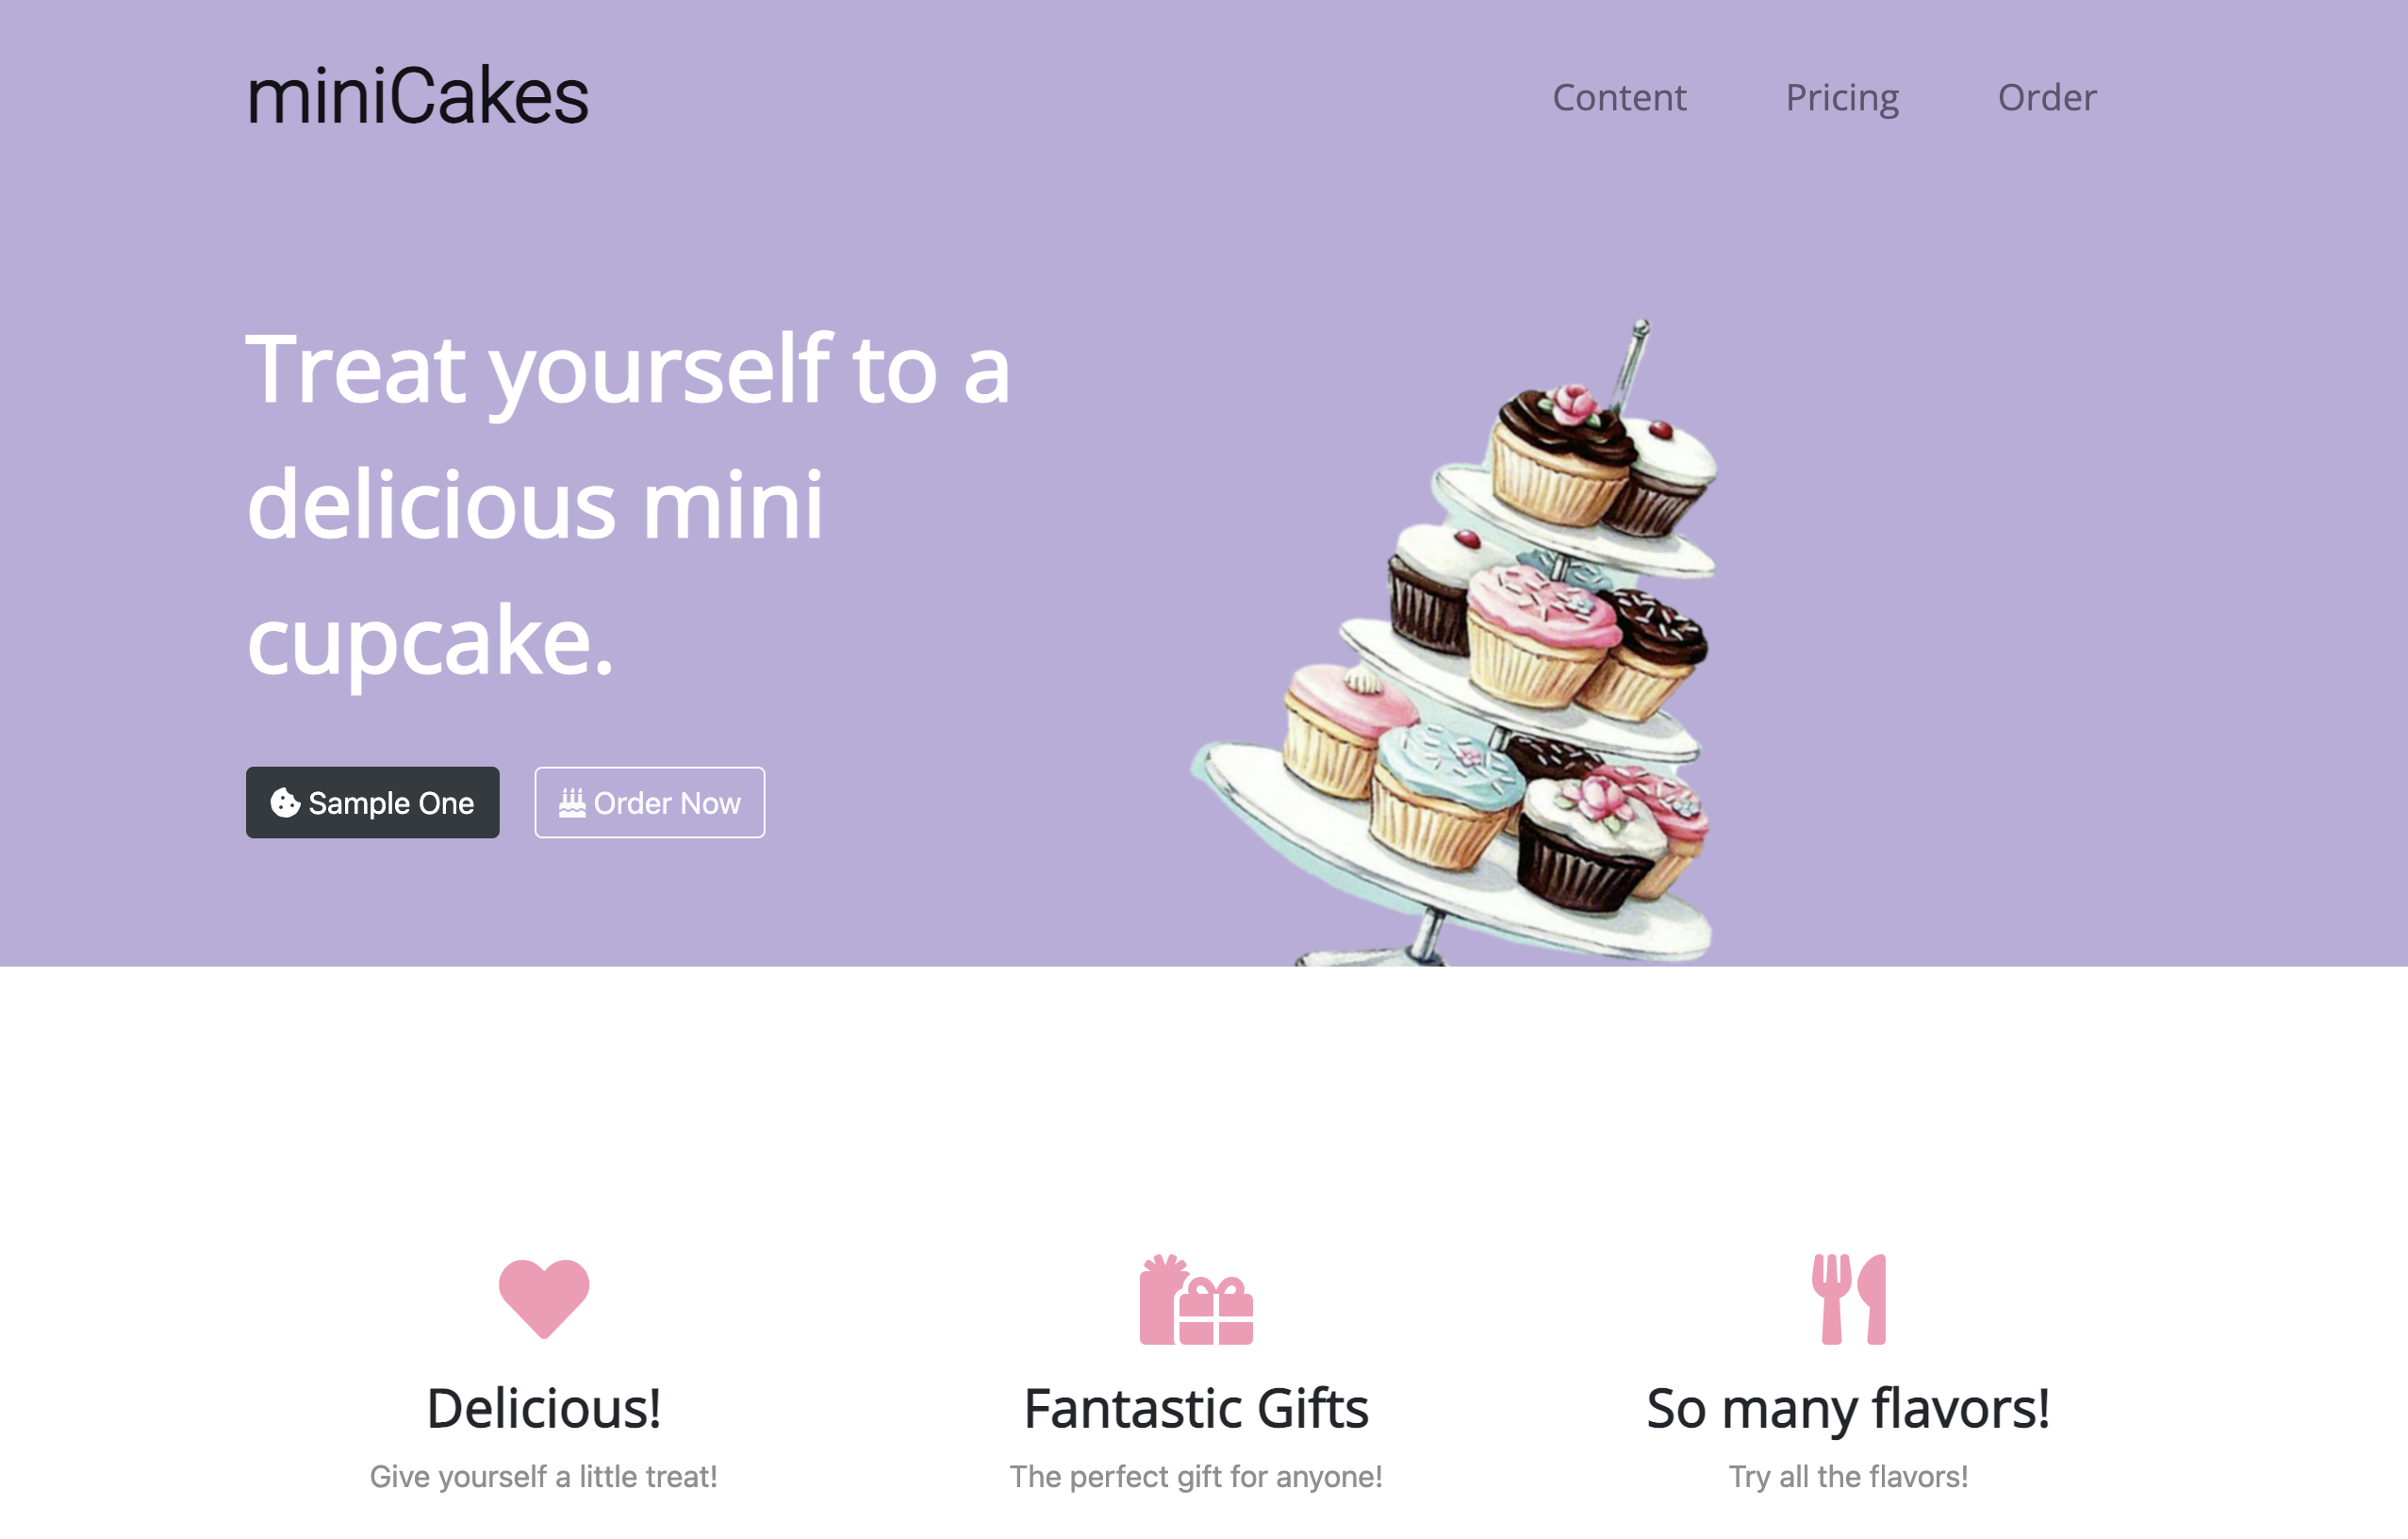 miniCakes
Content
Pricing
Order
Treat yourself to a
delicious mini
cupcake.
Sample One
Order Now
Delicious!
Give yourself a little treat!
Fantastic Gifts
The perfect gift for anyone!
So many flavors!
Try all the flavors!